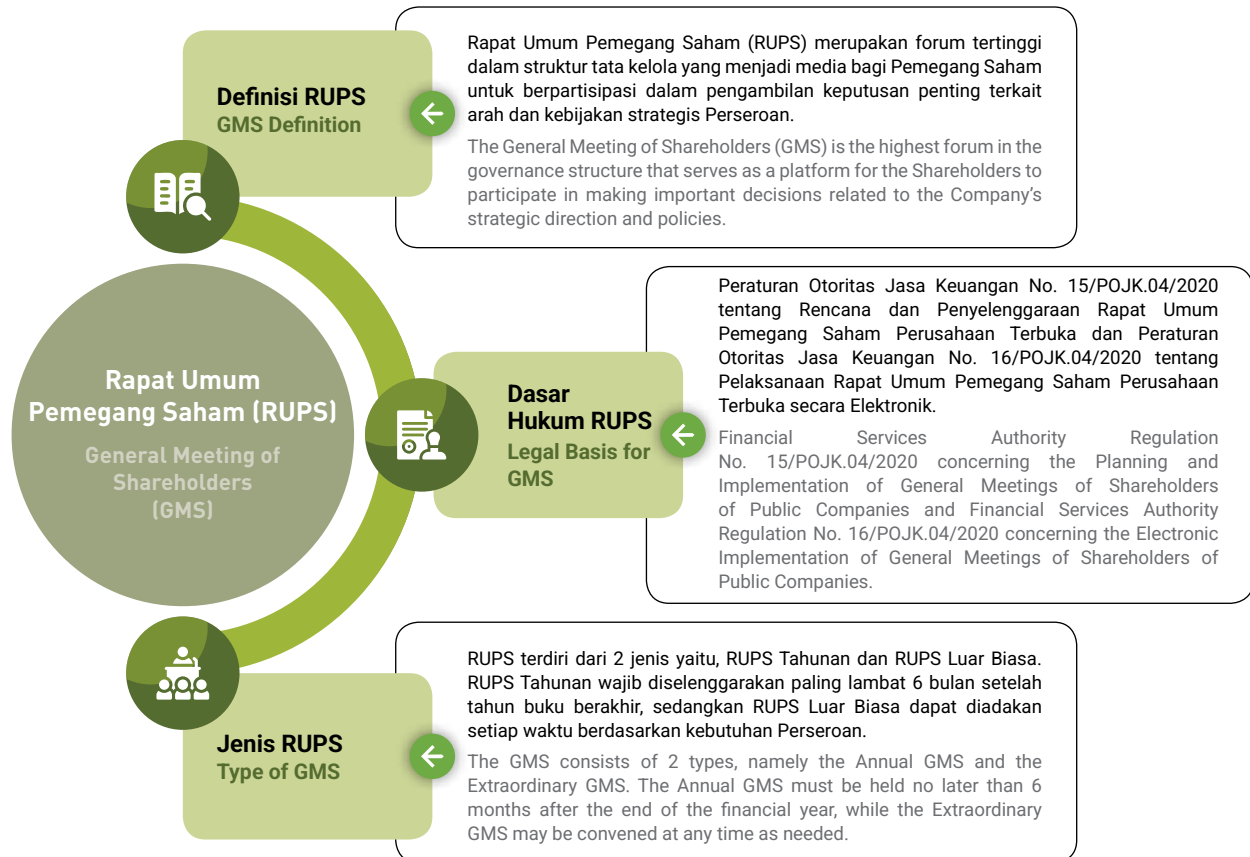 Rapat Umum
Pemegang Saham (RUPS)
General Meeting of
Shareholders
(GMS)
Definisi RUPS
GMS Definition
Rapat Umum Pemegang Saham (RUPS) merupakan forum tertinggi
dalam struktur tata kelola yang menjadi media bagi Pemegang Saham
untuk berpartisipasi dalam pengambilan keputusan penting terkait
arah dan kebijakan strategis Perseroan.
The General Meeting of Shareholders (GMS) is the highest forum in the
governance structure that serves as a platform for the Shareholders to
participate in making important decisions related to the Company's
strategic direction and policies.
Dasar
Hukum RUPS
Legal Basis for
GMS
Peraturan Otoritas Jasa Keuangan No. 15/POJK.04/2020
tentang Rencana dan Penyelenggaraan Rapat Umum
Pemegang Saham Perusahaan Terbuka dan Peraturan
Otoritas Jasa Keuangan No. 16/POJK.04/2020 tentang
Pelaksanaan Rapat Umum Pemegang Saham Perusahaan
Terbuka secara Elektronik.
Financial Services Authority Regulation
No. 15/POJK.04/2020 concerning the Planning and
Implementation of General Meetings of Shareholders
of Public Companies and Financial Services Authority
Regulation No. 16/POJK.04/2020 concerning the Electronic
Implementation of General Meetings of Shareholders of
Public Companies.
Jenis RUPS
Type of GMS
RUPS terdiri dari 2 jenis yaitu, RUPS Tahunan dan RUPS Luar Biasa.
RUPS Tahunan wajib diselenggarakan paling lambat 6 bulan setelah
tahun buku berakhir, sedangkan RUPS Luar Biasa dapat diadakan
setiap waktu berdasarkan kebutuhan Perseroan.
The GMS consists of 2 types, namely the Annual GMS and the
Extraordinary GMS. The Annual GMS must be held no later than 6
months after the end of the financial year, while the Extraordinary
GMS may be convened at any time as needed.